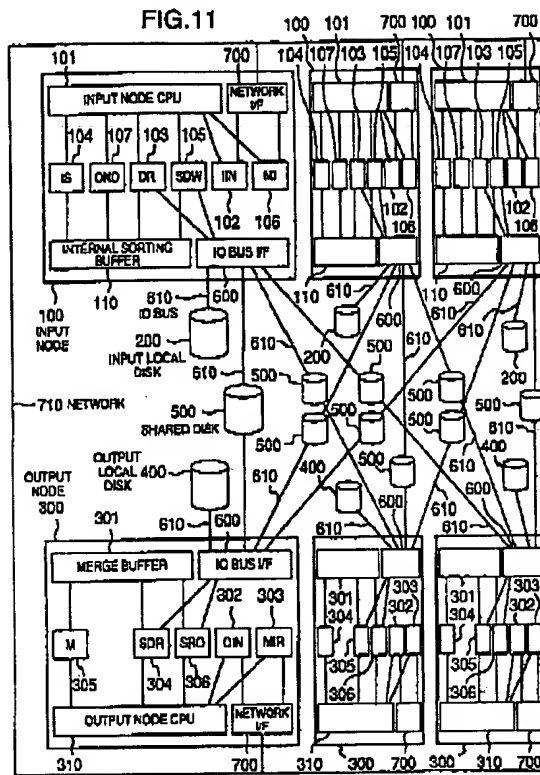 FIG.11
700 100 101 700 100 101 700
101 104 107 103 105 104 107 103 105
INPUT NODE CPU NETWORK I/F
104 107 103 105
IS OND DR SDW IIN MI
102 106 102 102
INTERNAL SORTING BUFFER IO BUS I/F
106 106
100 INPUT NODE 110 610 IO BUS 600 110 610 600 110 610 600 610
200 INPUT LOCAL DISK 610 200 610 610 200
610 500 500 500
500 SHARED DISK 500 500 500 500
710 NETWORK
OUTPUT LOCAL DISK 400 610 400 500 610 400
OUTPUT NODE 300 301 610 600 610 600 610 600
MERGE BUFFER IO BUS I/F
302 303 301 303 301 303
304 302 304 302
M SDR SRD OIN MIR
305 304 306 305 306 305 306
OUTPUT NODE CPU NETWORK I/F
310 700 310 300 700 300 310 700